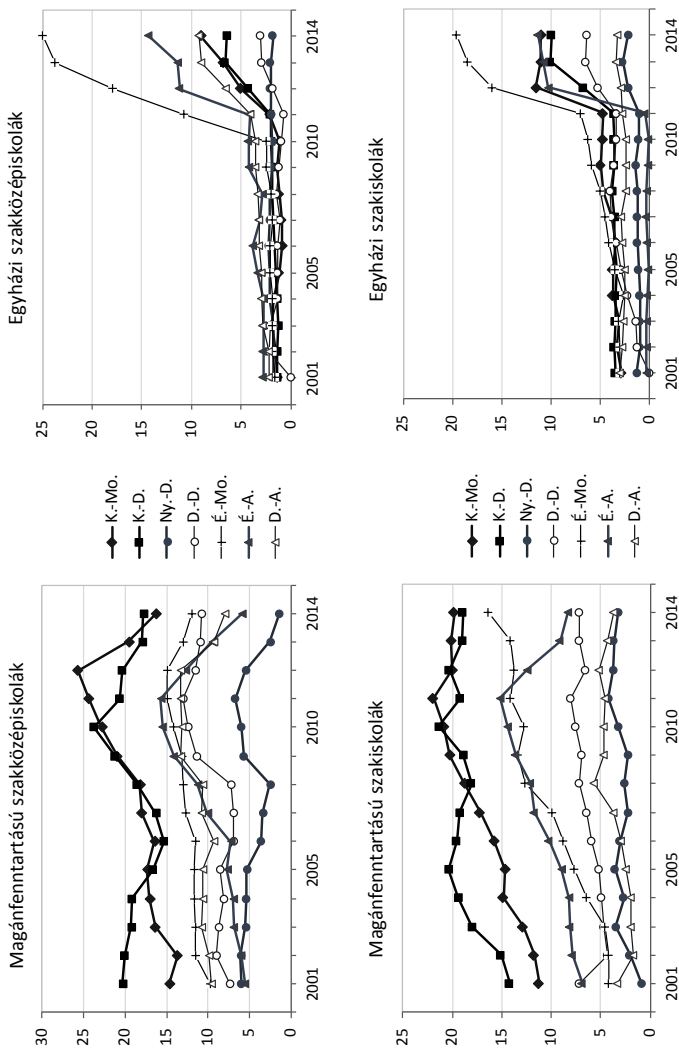 Magánfenntartású szakközépiskolák
30
25
20
15
10
5
0
2001
2005
2010
2014
K.-Mo.
K.-D.
Ny.-D.
D.-D.
É.-Mo.
É.-A.
D.-A.
Egyházi szakközépiskolák
25
20
15
10
5
0
2001
2005
2010
2014
Magánfenntartású szakiskolák
25
20
15
10
5
0
2001
2005
2010
2014
K.-Mo.
K.-D.
Ny.-D.
D.-D.
É.-Mo.
É.-A.
D.-A.
Egyházi szakiskolák
25
20
15
10
5
0
2001
2005
2010
2014